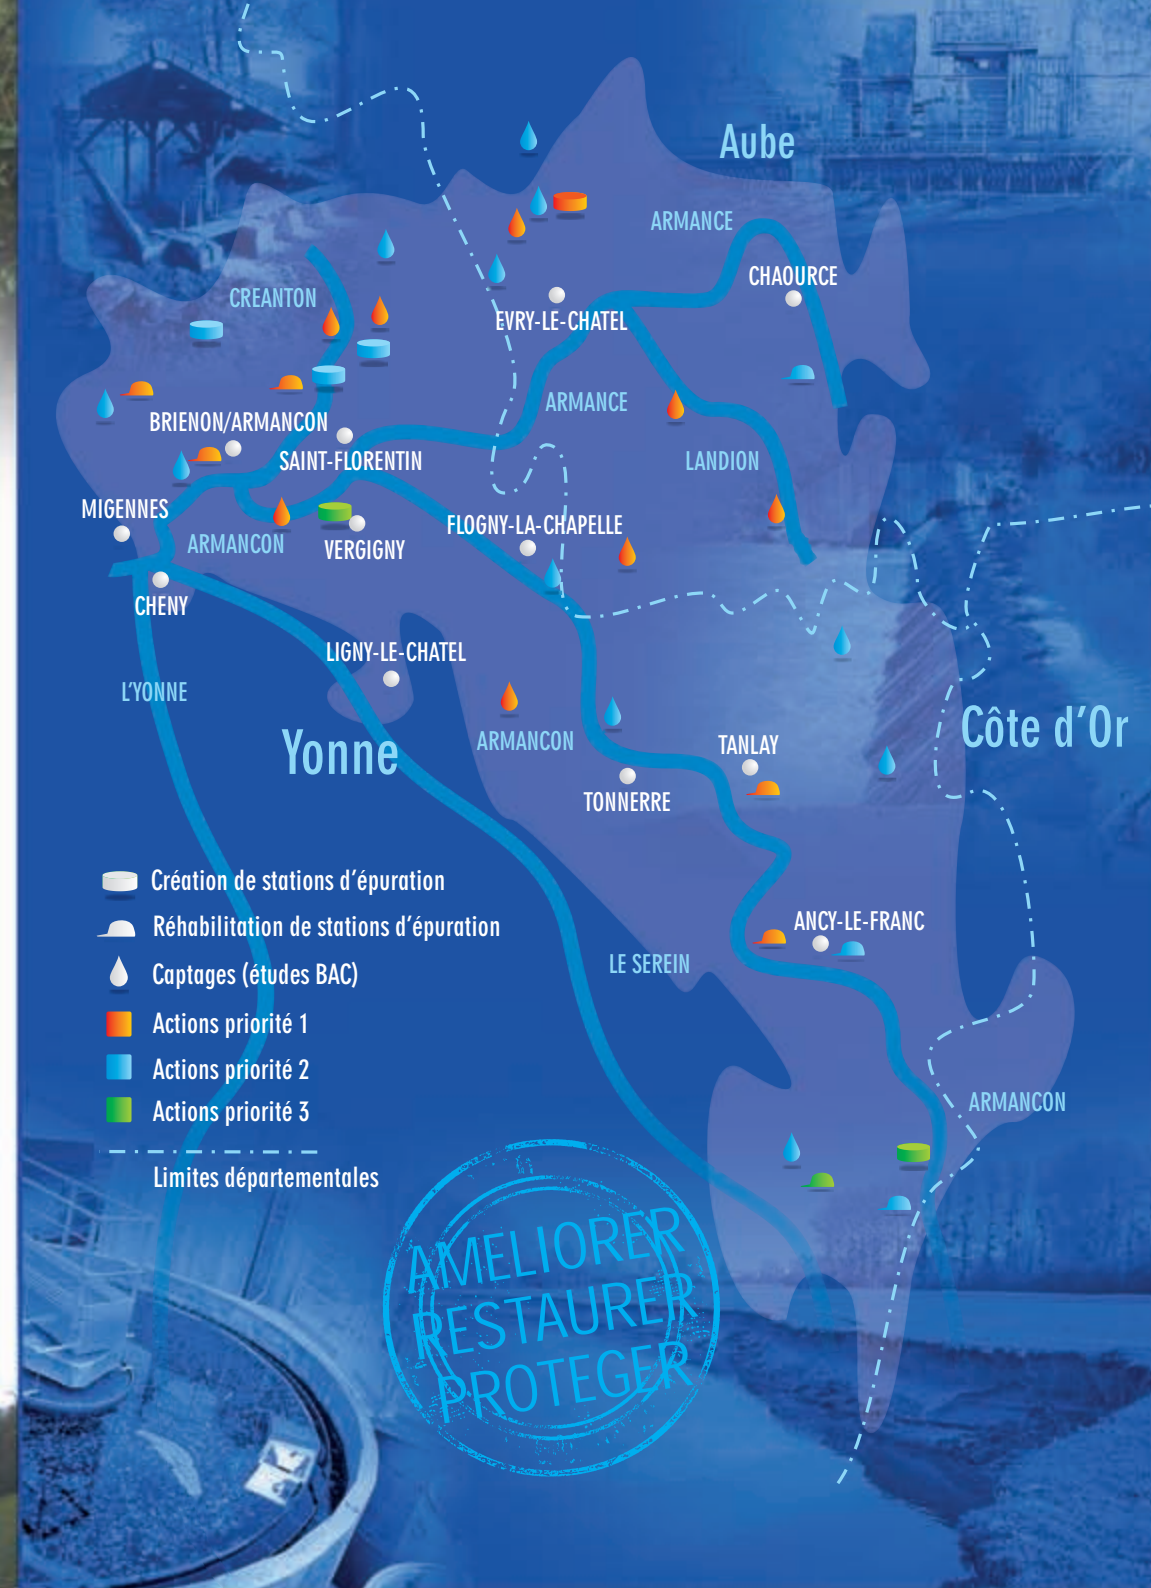 Aube
ARMANCE
CHAOURCE
CREANTON
EVRY-LE-CHATEL
ARMANCE
BRIENON/ARMANCON
SAINT-FLORENTIN
LANDION
MIGENNES
FLOGNY-LA-CHAPELLE
ARMANCON
VERGIGNY
CHENY
LIGNY-LE-CHATEL
L'YONNE
Côte d'Or
Yonne
ARMANCON
TANLAY
TONNERRE
Création de stations d'épuration
ANCY-LE-FRANC
Réhabilitation de stations d'épuration
LE SEREIN
Captages (études BAC)
Actions priorité 1
Actions priorité 2
ARMANCON
Actions priorité 3
Limites départementales
AMELIORER
RESTAURER
PROTEGER